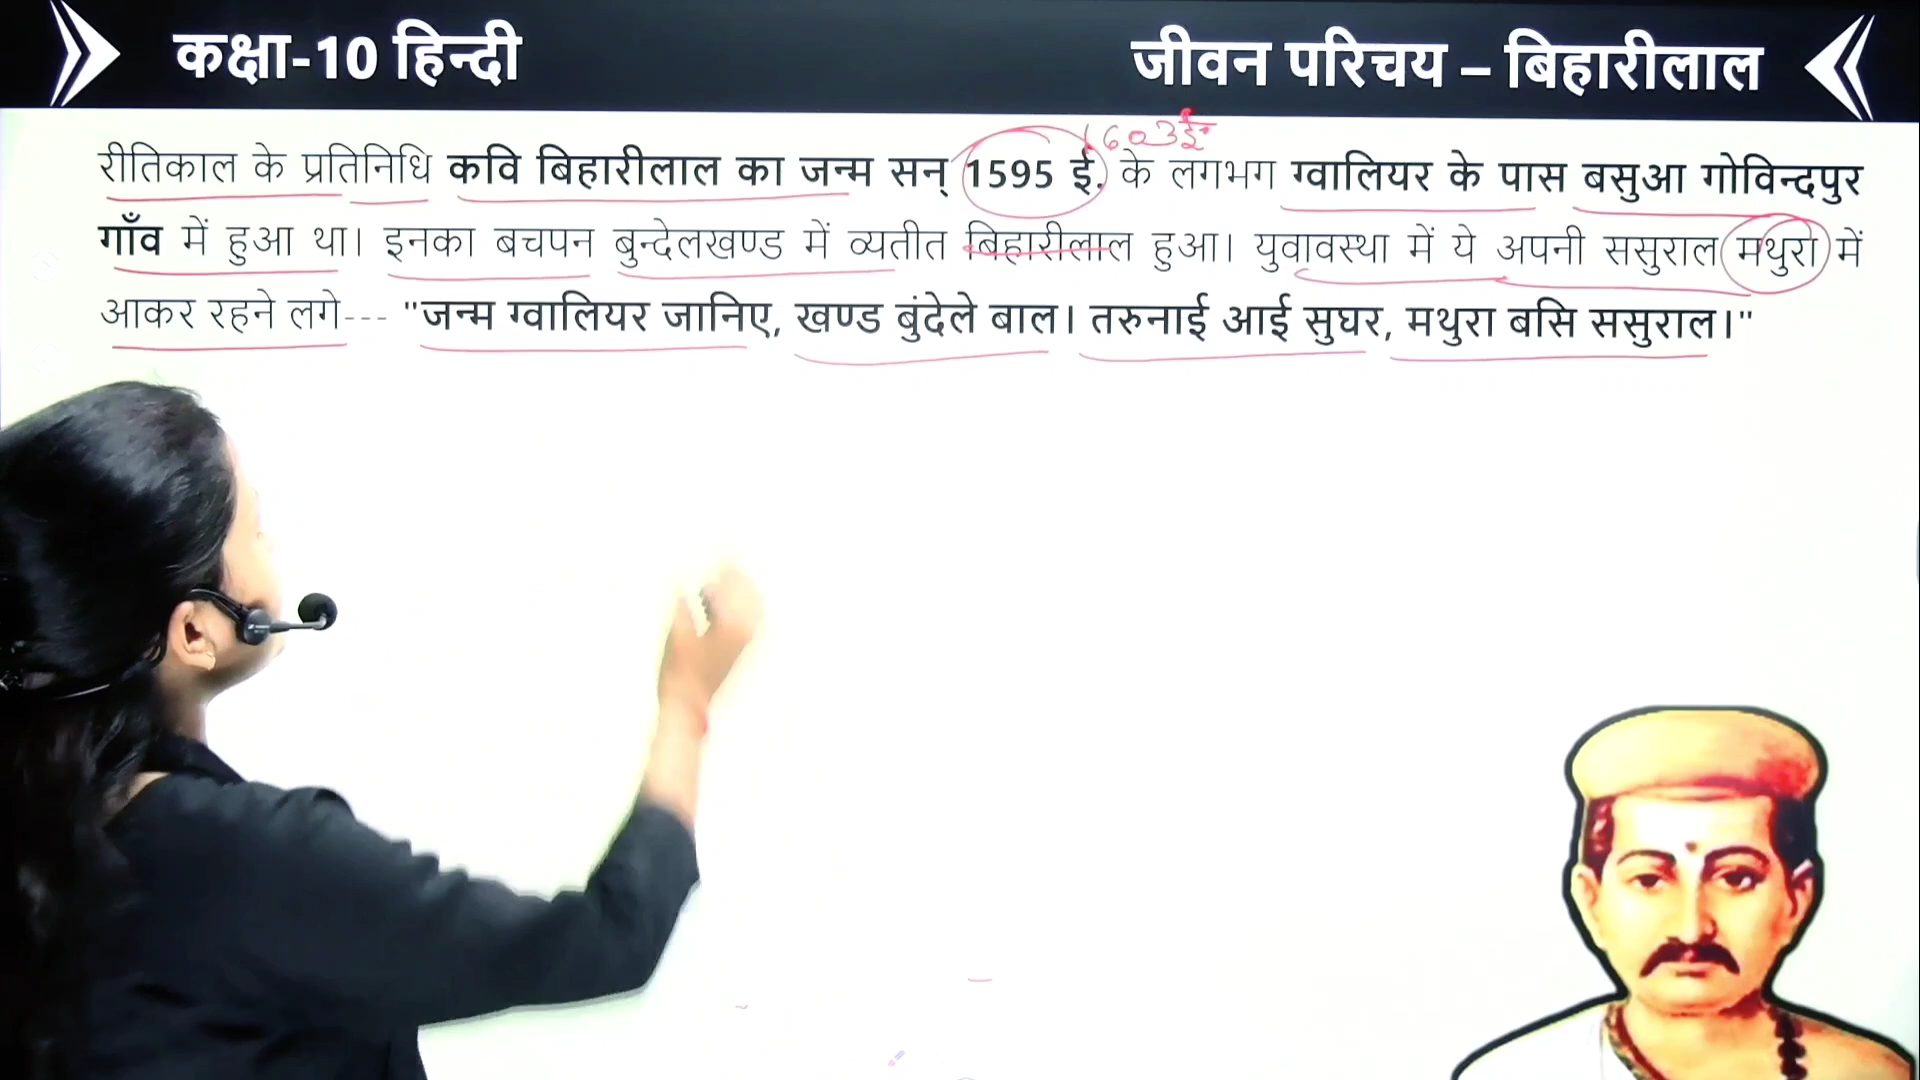 कक्षा-10 हिन्दी
जीवन परिचय – बिहारीलाल
1603ई.
रीतिकाल के प्रतिनिधि कवि बिहारीलाल का जन्म सन् 1595 ई. के लगभग ग्वालियर के पास बसुआ गोविन्दपुर
गाँव में हुआ था। इनका बचपन बुन्देलखण्ड में व्यतीत बिहारीलाल हुआ। युवावस्था में ये अपनी ससुराल मथुरा में
आकर रहने लगे--- "जन्म ग्वालियर जानिए, खण्ड बुंदेले बाल। तरुनाई आई सुघर, मथुरा बसि ससुराल।"